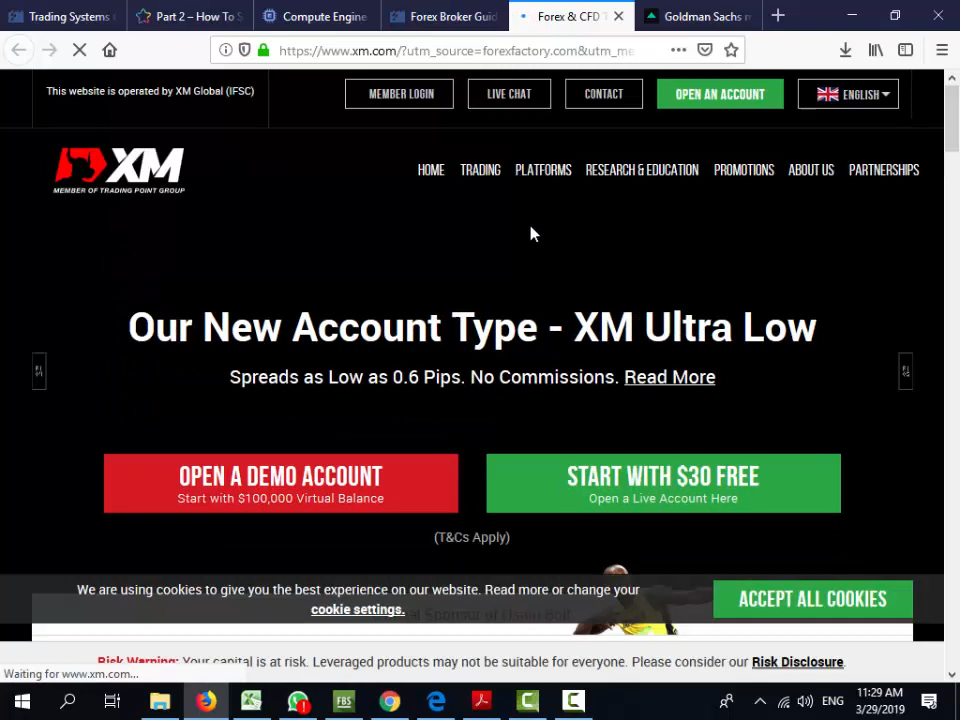 Trading Systems
Part 2 – How To S
Compute Engine
Forex Broker Guid
Forex & CFD T
Goldman Sachs m
https://www.xm.com/?utm_source=forexfactory.com&utm_me
This website is operated by XM Global (IFSC)
MEMBER LOGIN
LIVE CHAT
CONTACT
OPEN AN ACCOUNT
ENGLISH
XM
MEMBER OF TRADING POINT GROUP
HOME
TRADING
PLATFORMS
RESEARCH & EDUCATION
PROMOTIONS
ABOUT US
PARTNERSHIPS
Our New Account Type - XM Ultra Low
Spreads as Low as 0.6 Pips. No Commissions. Read More
OPEN A DEMO ACCOUNT
Start with $100,000 Virtual Balance
START WITH $30 FREE
Open a Live Account Here
(T&Cs Apply)
We are using cookies to give you the best experience on our website. Read more or change your
cookie settings.
ACCEPT ALL COOKIES
Risk Warning: Your capital is at risk. Leveraged products may not be suitable for everyone. Please consider our Risk Disclosure.
Waiting for www.xm.com...
FBS
ENG
11:29 AM
3/29/2019